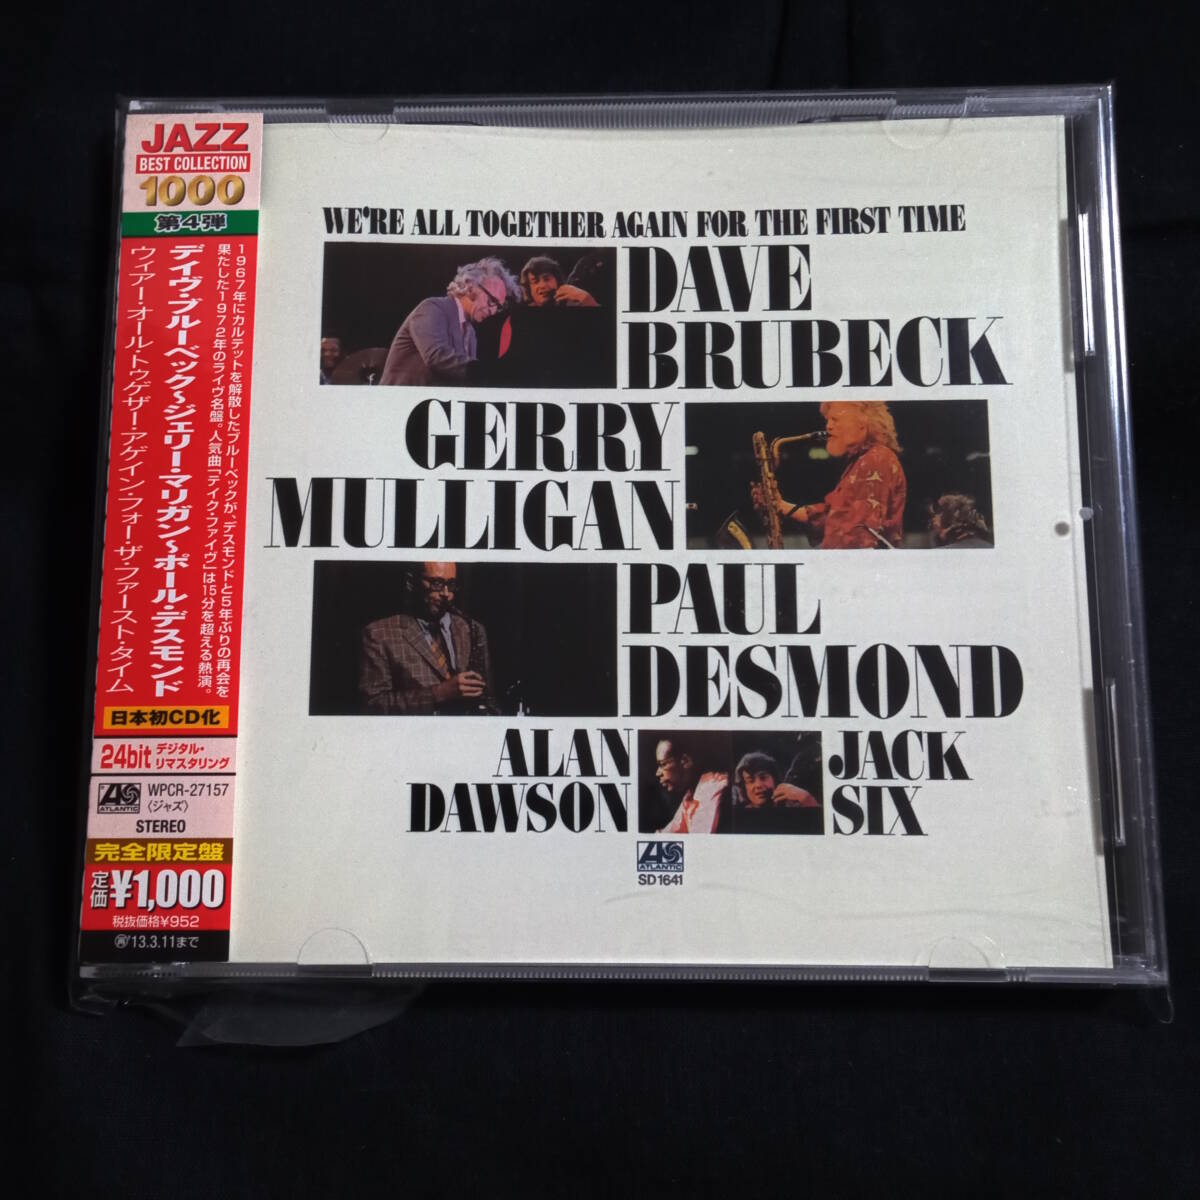 JAZZ
BEST COLLECTION
1000
第4弾
1967年にカルテットを解散したブルーベックが、デスモンドと5年ぶりの再会を
果たした1972年のライヴ名盤。人気曲「テイク・ファイヴ」は15分を超える熱演。
デイヴ・ブルーベック〜ジェリー・マリガン〜ポール・デスモンド
ウィアー・オール・トゥゲザー・アゲイン・フォー・ザ・ファースト・タイム
日本初CD化
24bit デジタル・
リマスタリング
ATLANTIC
WPCR-27157
〈ジャズ〉
STEREO
完全限定盤
定価 ¥1,000
税抜価格¥952
再 '13.3.11まで
WE'RE ALL TOGETHER AGAIN FOR THE FIRST TIME
DAVE
BRUBECK
GERRY
MULLIGAN
PAUL
DESMOND
ALAN
DAWSON
JACK
SIX
ATLANTIC
SD 1641